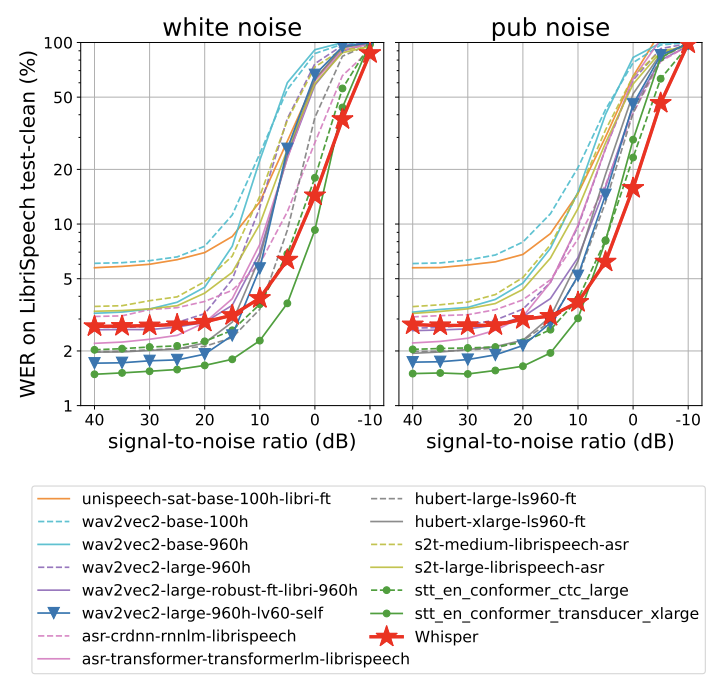 white noise
pub noise
WER on LibriSpeech test-clean (%)
100
50
20
10
5
2
1
40 30 20 10 0 -10
40 30 20 10 0 -10
signal-to-noise ratio (dB)
signal-to-noise ratio (dB)
unispeech-sat-base-100h-libri-ft
wav2vec2-base-100h
wav2vec2-base-960h
wav2vec2-large-960h
wav2vec2-large-robust-ft-libri-960h
wav2vec2-large-960h-lv60-self
asr-crdnn-rnnlm-librispeech
asr-transformer-transformerlm-librispeech
hubert-large-ls960-ft
hubert-xlarge-ls960-ft
s2t-medium-librispeech-asr
s2t-large-librispeech-asr
stt_en_conformer_ctc_large
stt_en_conformer_transducer_xlarge
Whisper